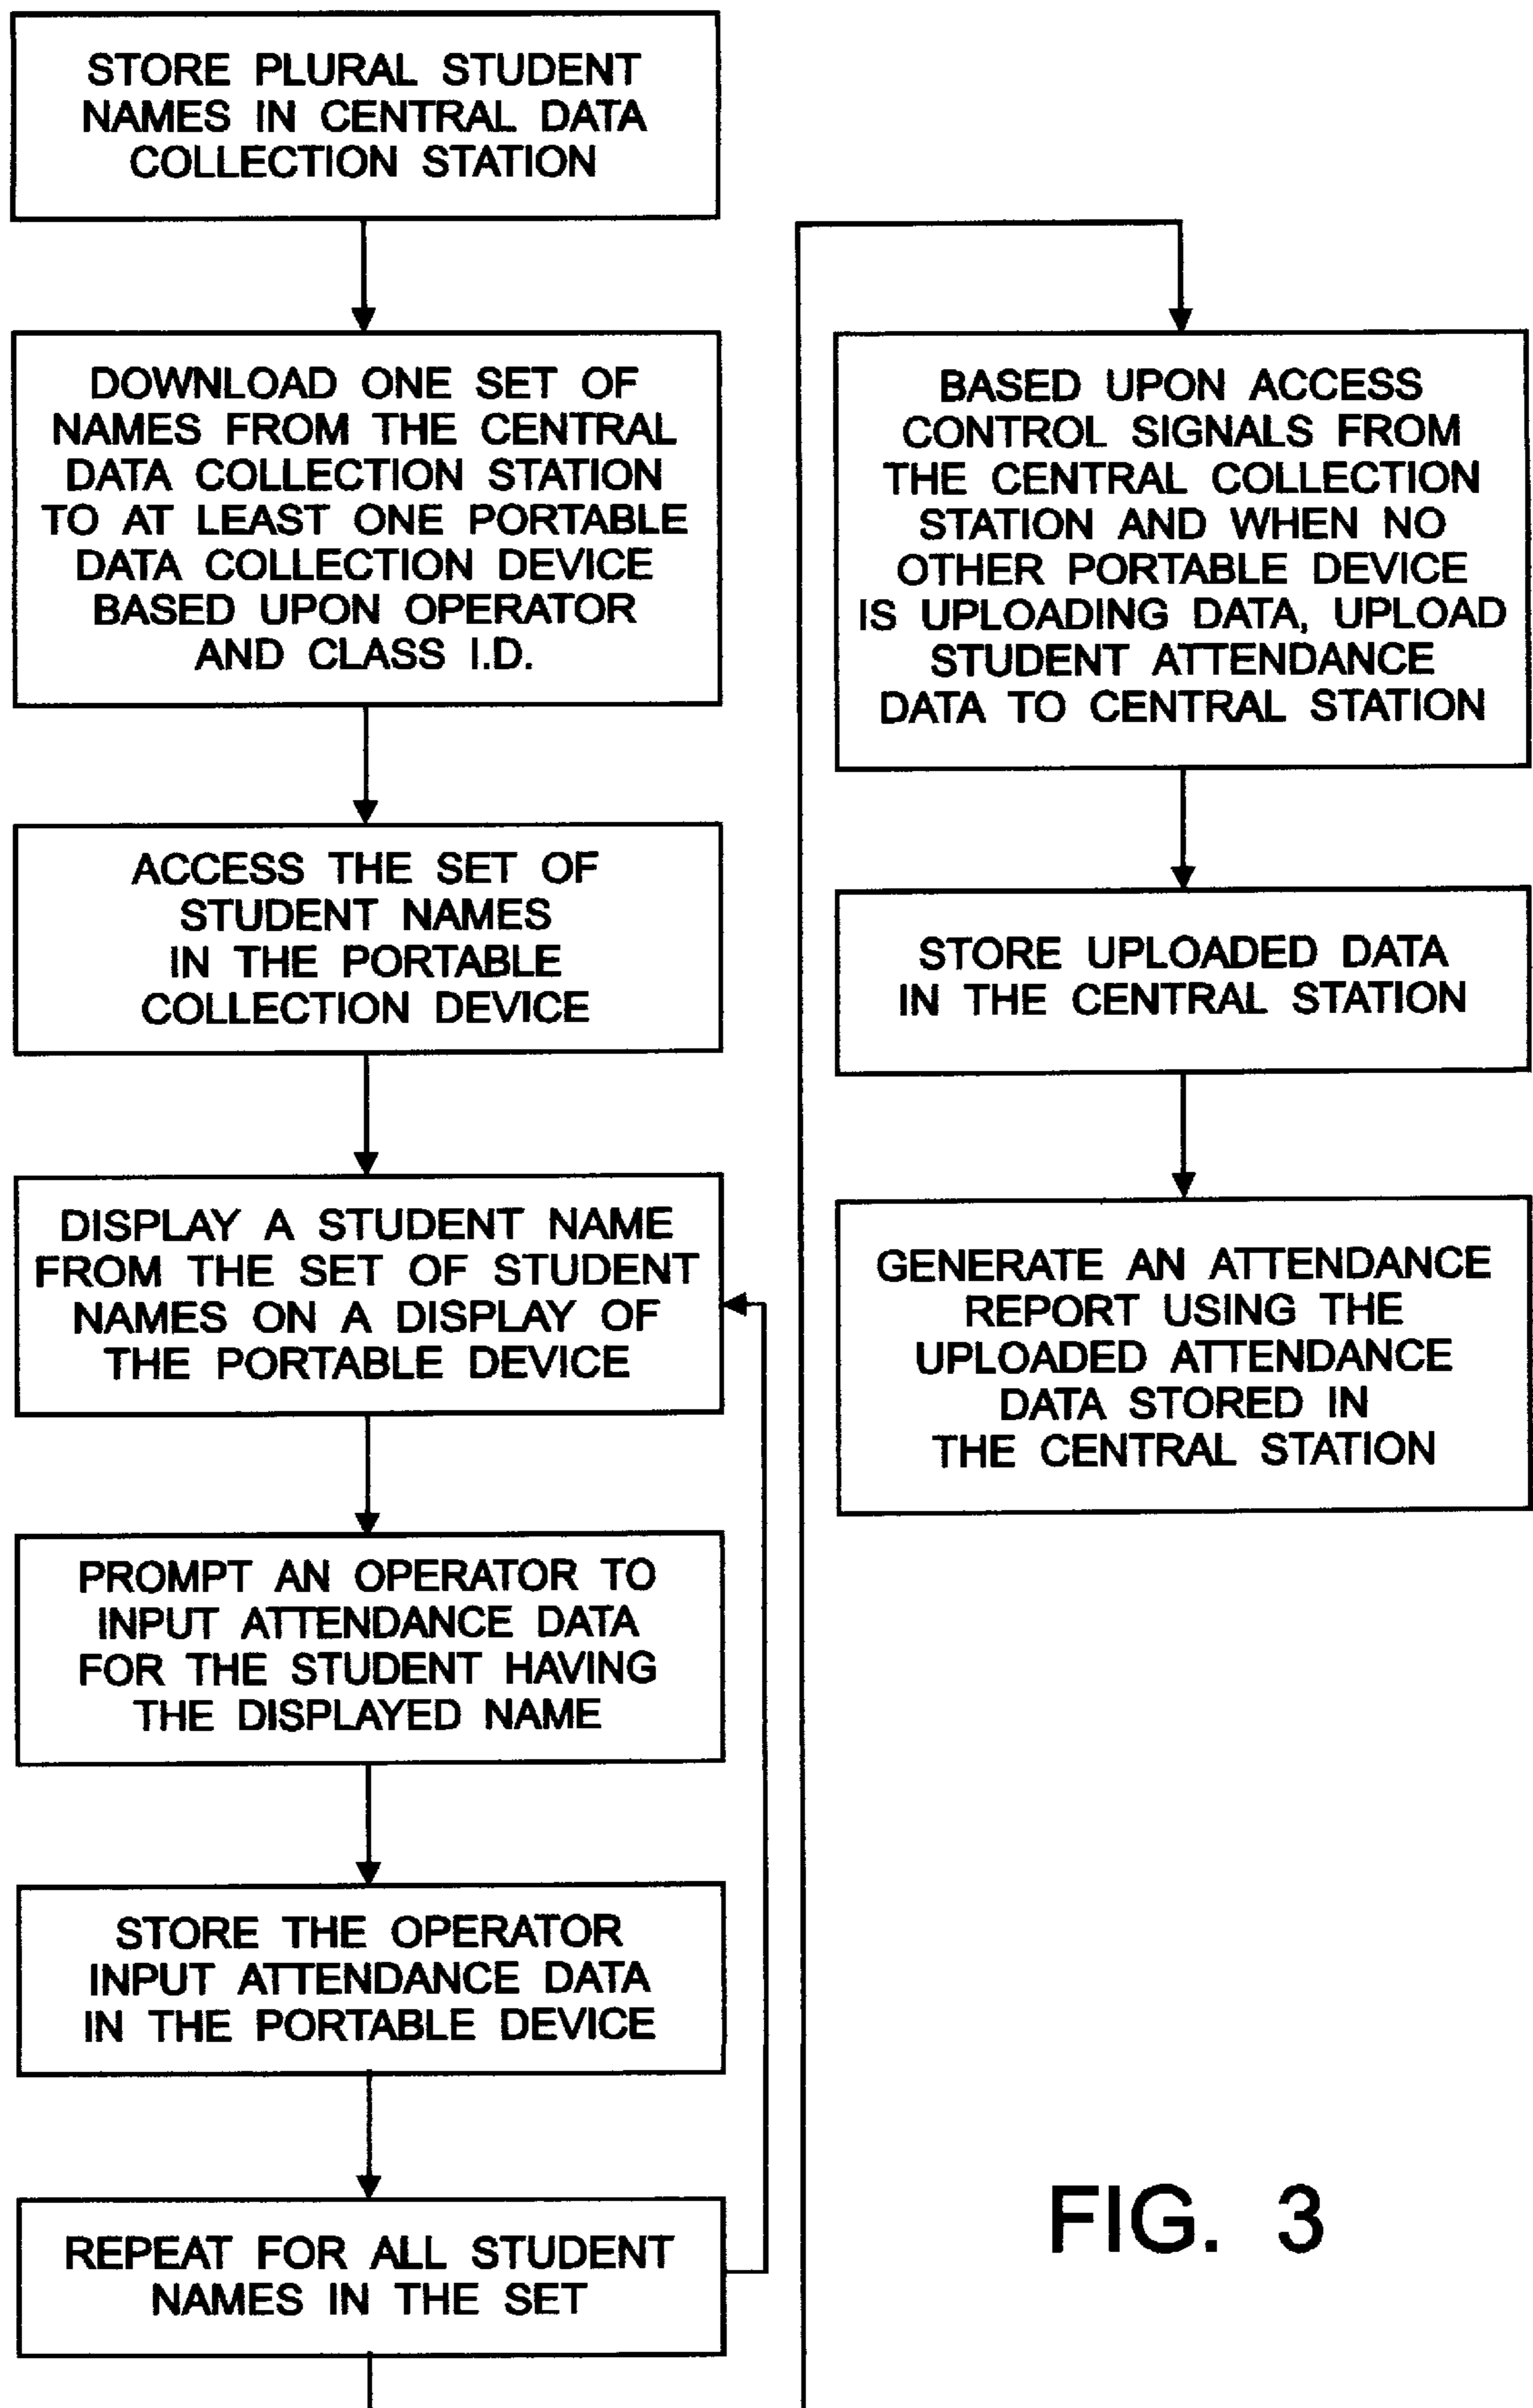 STORE PLURAL STUDENT
NAMES IN CENTRAL DATA
COLLECTION STATION
DOWNLOAD ONE SET OF
NAMES FROM THE CENTRAL
DATA COLLECTION STATION
TO AT LEAST ONE PORTABLE
DATA COLLECTION DEVICE
BASED UPON OPERATOR
AND CLASS I.D.
ACCESS THE SET OF
STUDENT NAMES
IN THE PORTABLE
COLLECTION DEVICE
DISPLAY A STUDENT NAME
FROM THE SET OF STUDENT
NAMES ON A DISPLAY OF
THE PORTABLE DEVICE
PROMPT AN OPERATOR TO
INPUT ATTENDANCE DATA
FOR THE STUDENT HAVING
THE DISPLAYED NAME
STORE THE OPERATOR
INPUT ATTENDANCE DATA
IN THE PORTABLE DEVICE
REPEAT FOR ALL STUDENT
NAMES IN THE SET
BASED UPON ACCESS
CONTROL SIGNALS FROM
THE CENTRAL COLLECTION
STATION AND WHEN NO
OTHER PORTABLE DEVICE
IS UPLOADING DATA, UPLOAD
STUDENT ATTENDANCE
DATA TO CENTRAL STATION
STORE UPLOADED DATA
IN THE CENTRAL STATION
GENERATE AN ATTENDANCE
REPORT USING THE
UPLOADED ATTENDANCE
DATA STORED IN
THE CENTRAL STATION
FIG. 3